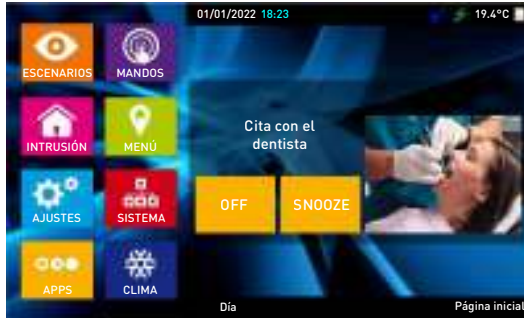 01/01/2022 18:23
19.4°C
ESCENARIOS
MANDOS
INTRUSIÓN
MENÚ
AJUSTES
SISTEMA
APPS
CLIMA
Cita con el
dentista
OFF
SNOOZE
Día
Página inicial